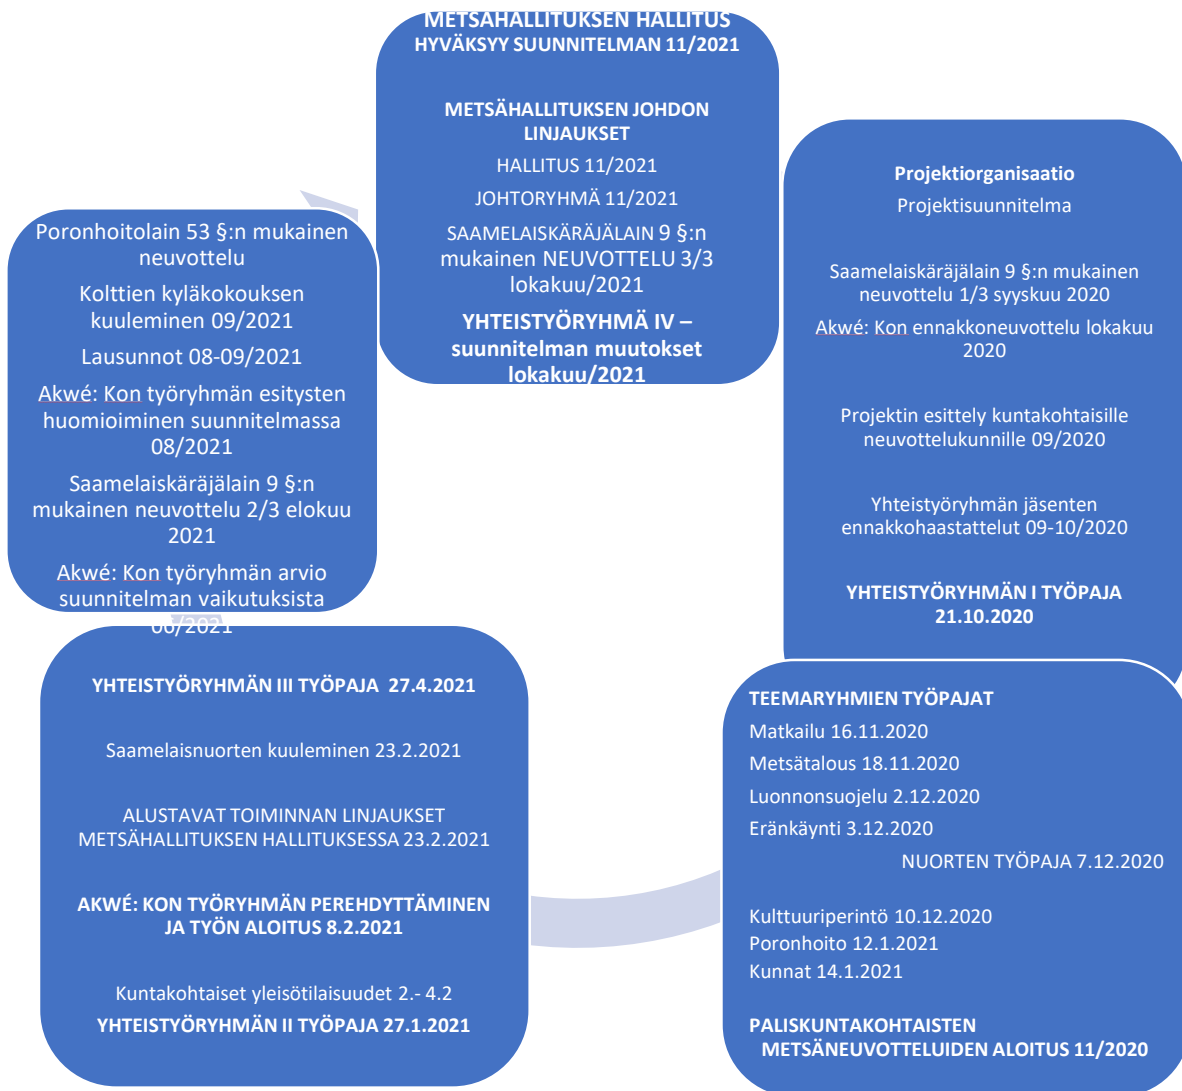 METSÄHALLITUKSEN HALLITUS
HYVÄKSYY SUUNNITELMAN 11/2021
METSÄHALLITUKSEN JOHDON
LINJAUKSET
HALLITUS 11/2021
JOHTORYHMÄ 11/2021
SAAMELAISKÄRÄJÄLAIN 9 §:n
mukainen NEUVOTTELU 3/3
lokakuu/2021
YHTEISTYÖRYHMÄ IV –
suunnitelman muutokset
lokakuu/2021
Projektiorganisaatio
Projektisuunnitelma
Saamelaiskäräjälain 9 §:n mukainen
neuvottelu 1/3 syyskuu 2020
Akwé: Kon ennakkoneuvottelu lokakuu
2020
Projektin esittely kuntakohtaisille
neuvottelukunnille 09/2020
Yhteistyöryhmän jäsenten
ennakkohaastattelut 09-10/2020
YHTEISTYÖRYHMÄN I TYÖPAJA
21.10.2020
TEEMARYHMIEN TYÖPAJAT
Matkailu 16.11.2020
Metsätalous 18.11.2020
Luonnonsuojelu 2.12.2020
Eränkäynti 3.12.2020
NUORTEN TYÖPAJA 7.12.2020
Kulttuuriperintö 10.12.2020
Poronhoito 12.1.2021
Kunnat 14.1.2021
PALISKUNTAKOHTAISTEN
METSÄNEUVOTTELUIDEN ALOITUS 11/2020
YHTEISTYÖRYHMÄN III TYÖPAJA 27.4.2021
Saamelaisnuorten kuuleminen 23.2.2021
ALUSTAVAT TOIMINNAN LINJAUKSET
METSÄHALLITUKSEN HALLITUKSESSA 23.2.2021
AKWÉ: KON TYÖRYHMÄN PEREHDYTTÄMINEN
JA TYÖN ALOITUS 8.2.2021
Kuntakohtaiset yleisötilaisuudet 2.- 4.2
YHTEISTYÖRYHMÄN II TYÖPAJA 27.1.2021
Poronhoitolain 53 §:n mukainen
neuvottelu
Kolttien kyläkokouksen
kuuleminen 09/2021
Lausunnot 08-09/2021
Akwé: Kon työryhmän esitysten
huomioiminen suunnitelmassa
08/2021
Saamelaiskäräjälain 9 §:n
mukainen neuvottelu 2/3 elokuu
2021
Akwé: Kon työryhmän arvio
suunnitelman vaikutuksista
06/2021